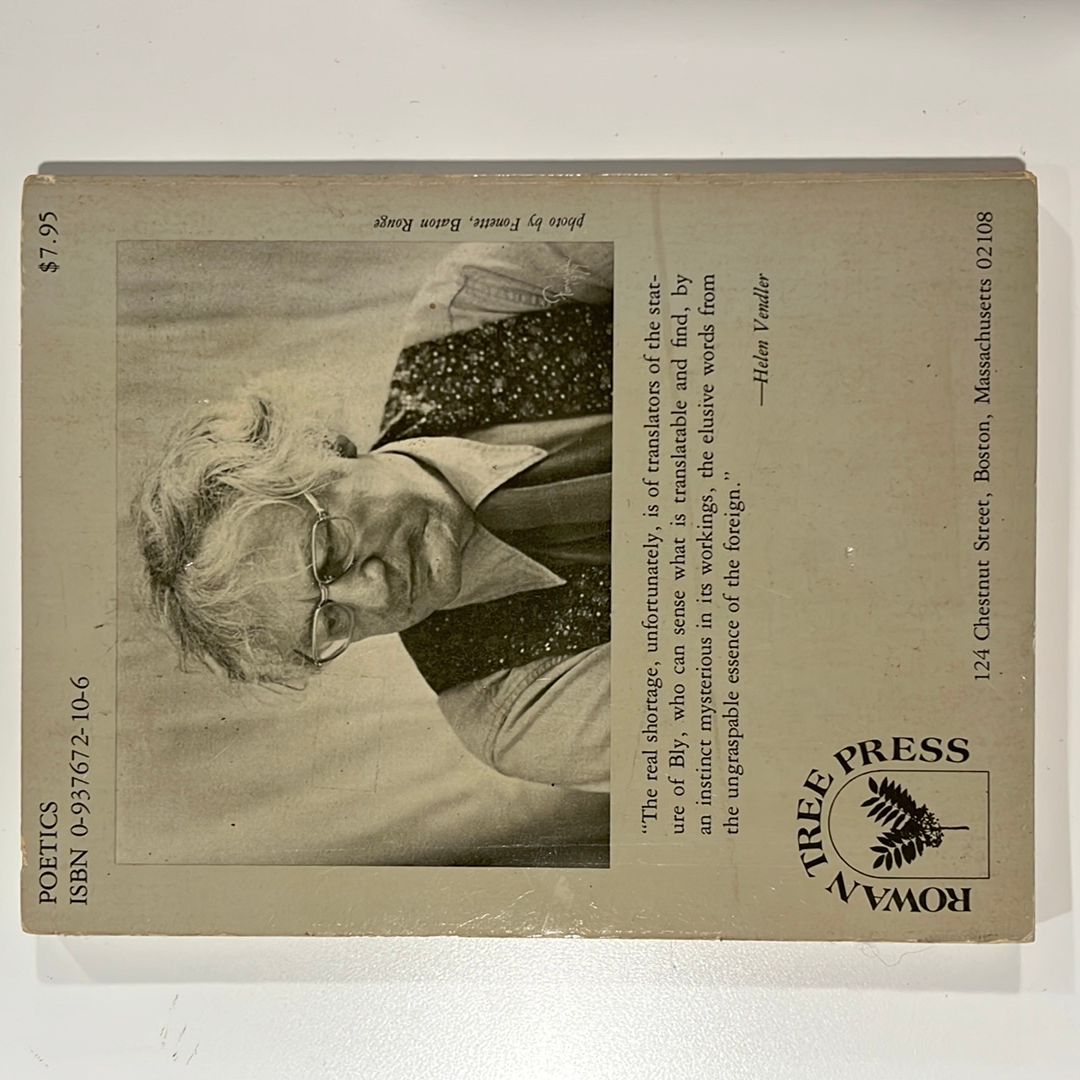 POETICS
$7.95
ISBN 0-937672-10-6
photo by Fonette, Baton Rouge
“The real shortage, unfortunately, is of translators of the stat-
ure of Bly, who can sense what is translatable and find, by
an instinct mysterious in its workings, the elusive words from
the ungraspable essence of the foreign.”
—Helen Vendler
ROWAN TREE PRESS
124 Chestnut Street, Boston, Massachusetts 02108